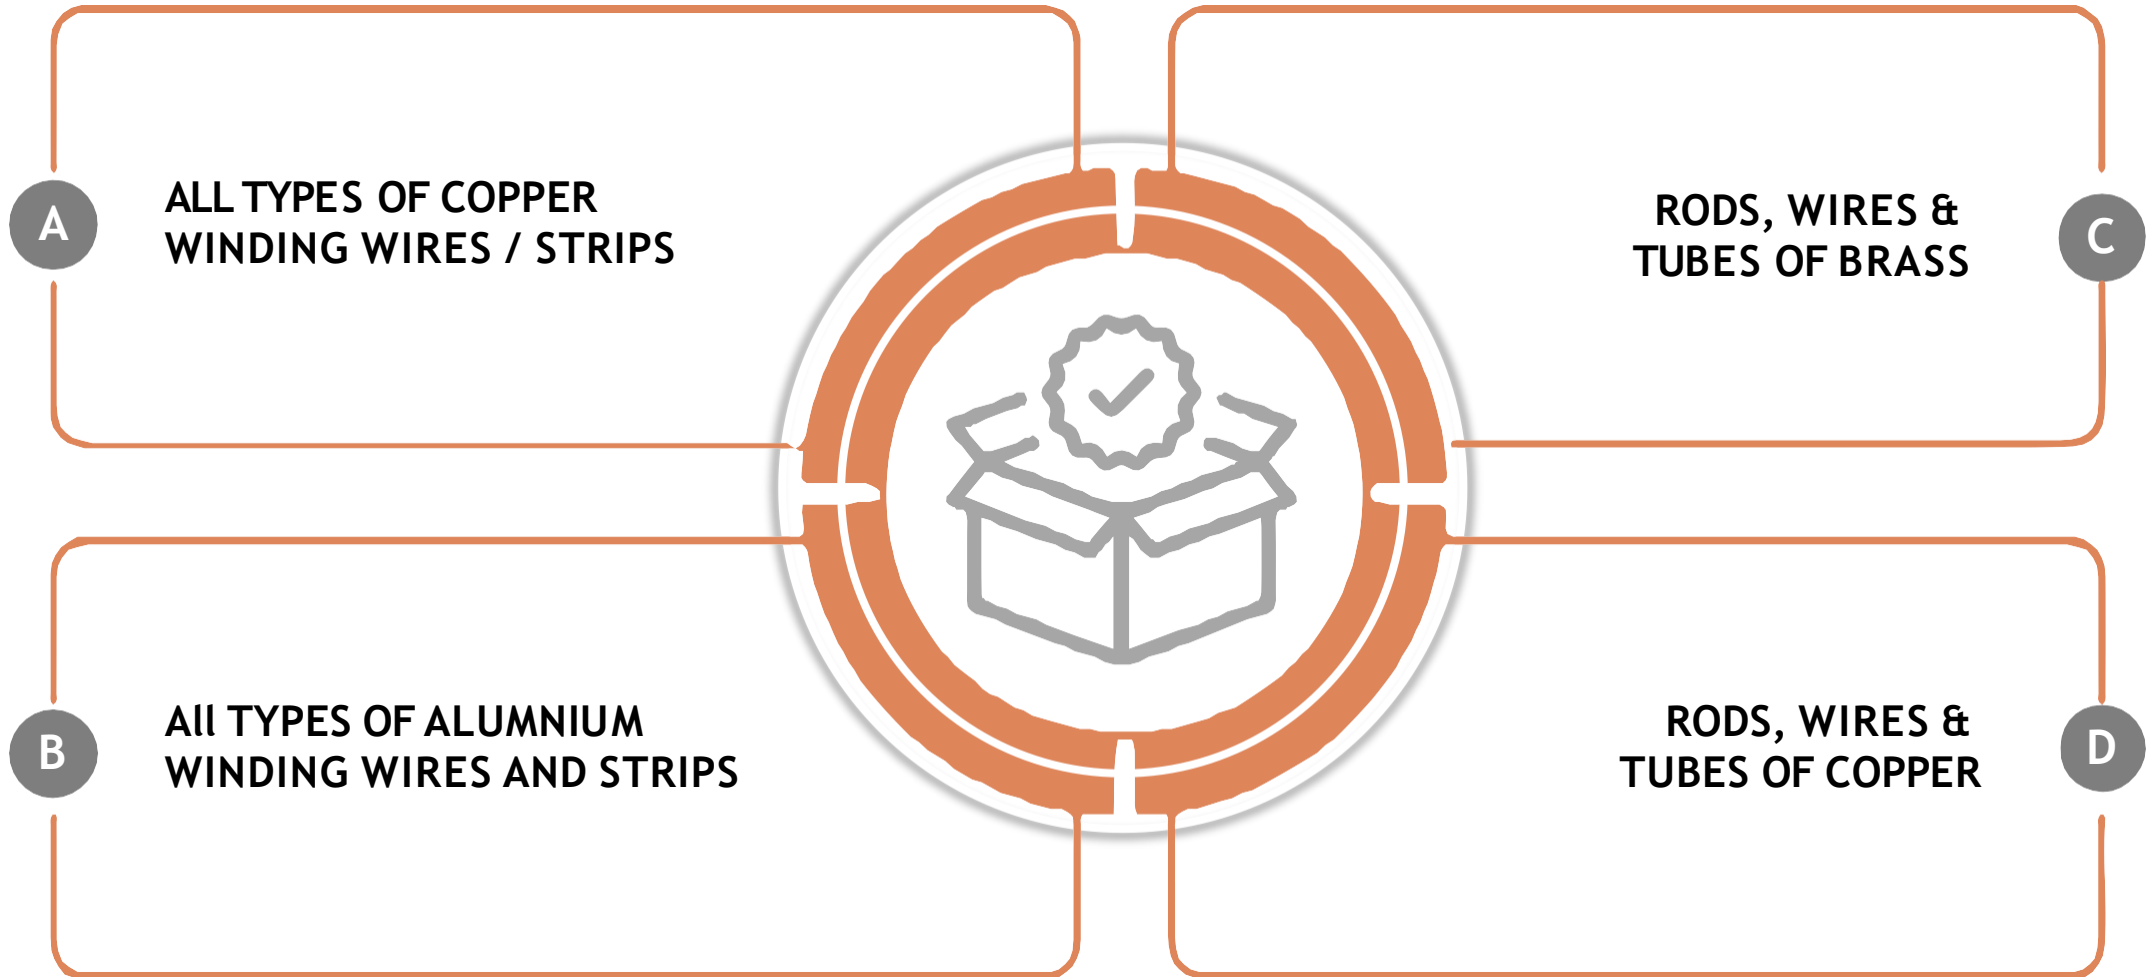 A
ALL TYPES OF COPPER
WINDING WIRES / STRIPS
B
All TYPES OF ALUMNIUM
WINDING WIRES AND STRIPS
C
RODS, WIRES &
TUBES OF BRASS
D
RODS, WIRES &
TUBES OF COPPER